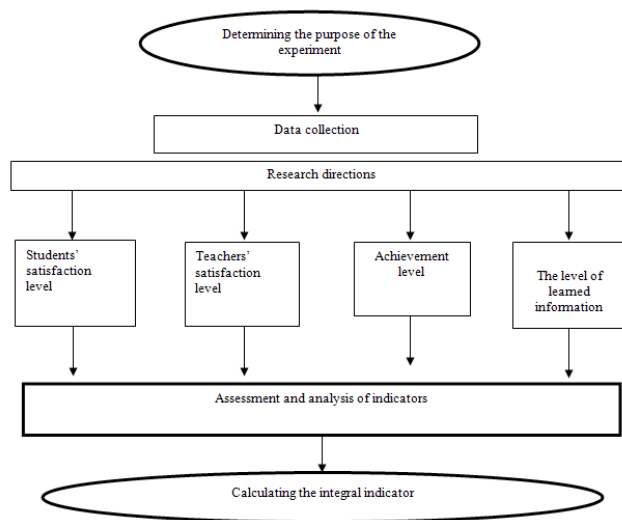 Determining the purpose of the
experiment
Data collection
Research directions
Students’
satisfaction
level
Teachers’
satisfaction
level
Achievement
level
The level of
learned
information
Assessment and analysis of indicators
Calculating the integral indicator